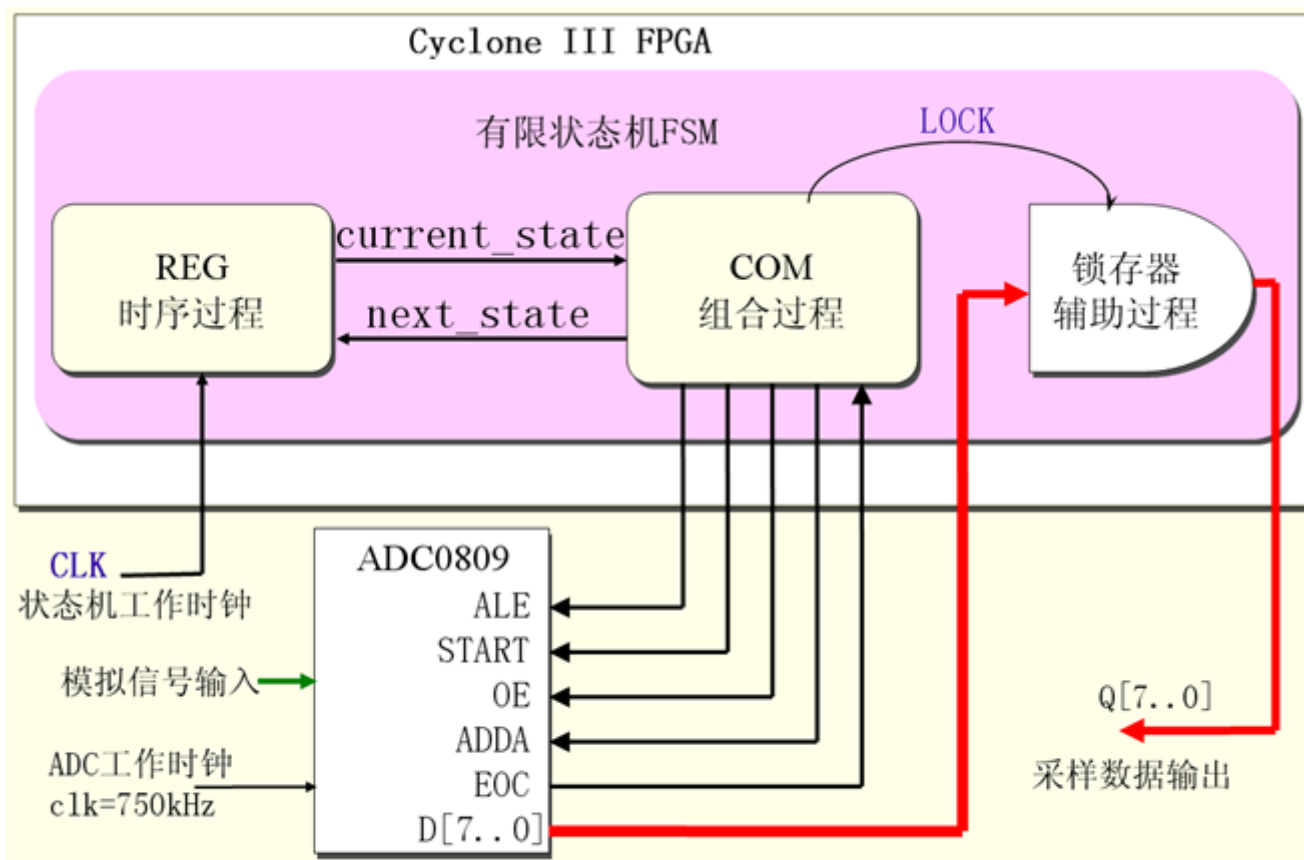 Cyclone III FPGA
有限状态机FSM
LOCK
REG
时序过程
current_state
next_state
COM
组合过程
锁存器
辅助过程
CLK
状态机工作时钟
模拟信号输入
ADC工作时钟
clk=750kHz
ADC0809
ALE
START
OE
ADDA
EOC
D[7..0]
Q[7..0]
采样数据输出